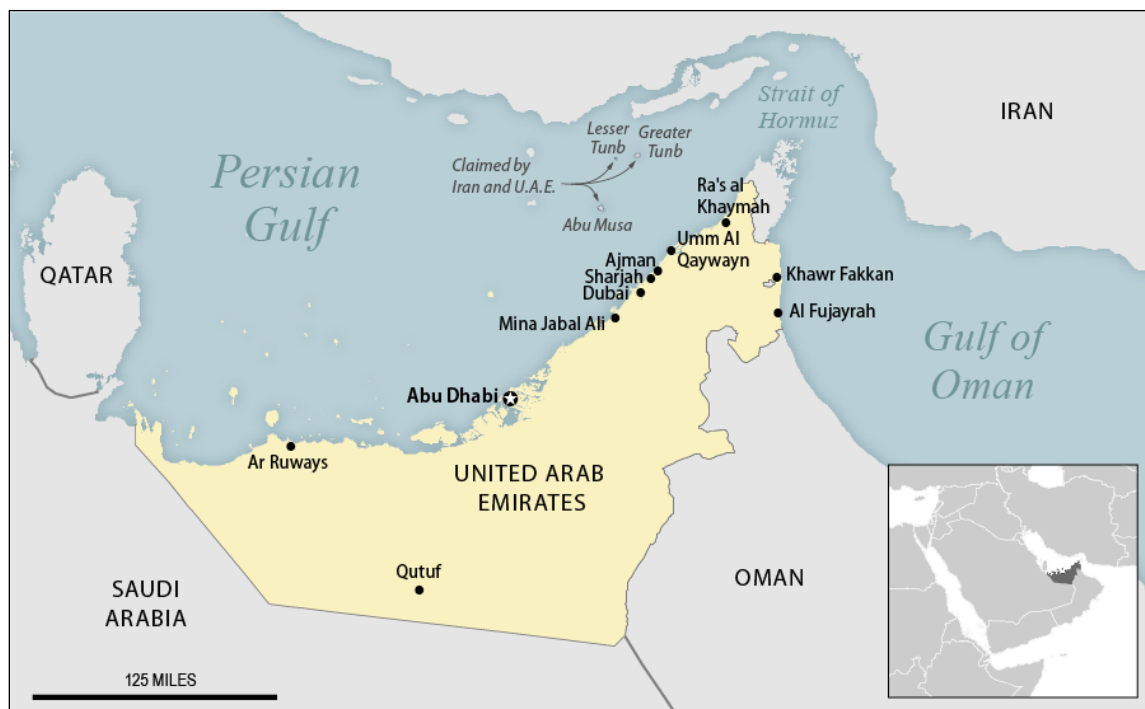 Strait of
Hormuz
IRAN
Lesser
Tunb
Greater
Tunb
Persian
Gulf
Claimed by
Iran and U.A.E.
Abu Musa
Ra's al
Khaymah
QATAR
Umm Al
Qaywayn
Ajman
Sharjah
Dubai
Khawr Fakkan
Mina Jabal Ali
Al Fujayrah
Gulf of
Oman
Abu Dhabi
Ar Ruways
UNITED ARAB
EMIRATES
Qutuf
OMAN
SAUDI
ARABIA
125 MILES